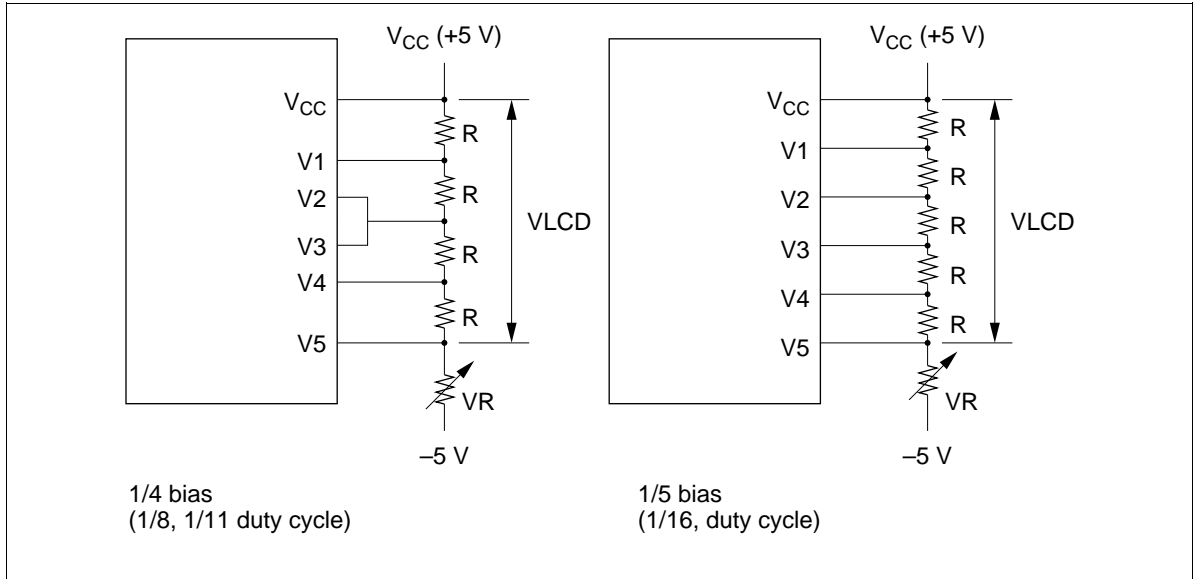 V_CC (+5 V)
V_CC
R
V1
R
V2
VLCD
V3
R
V4
R
V5
VR
–5 V
1/4 bias
(1/8, 1/11 duty cycle)
V_CC (+5 V)
V_CC
R
V1
R
V2
R
VLCD
V3
R
V4
R
V5
VR
–5 V
1/5 bias
(1/16, duty cycle)